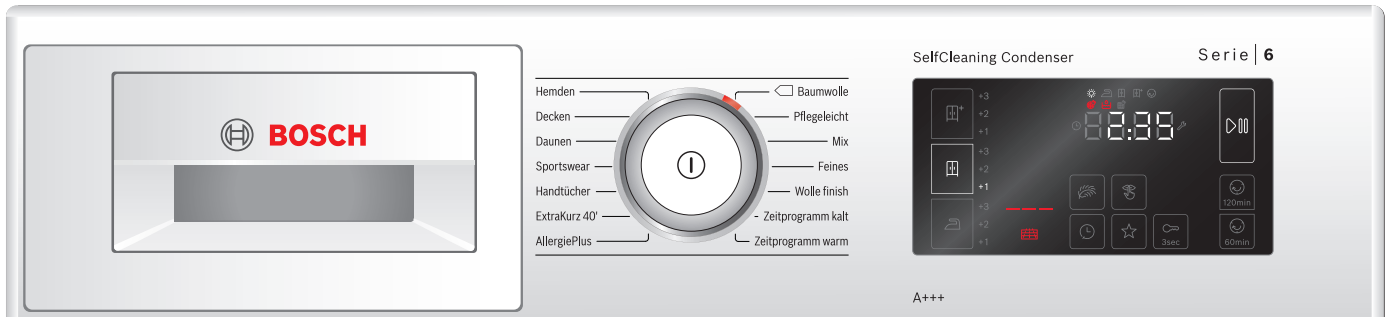 BOSCH
Hemden
Decken
Daunen
Sportswear
Handtücher
ExtraKurz 40'
AllergiePlus
Baumwolle
Pflegeleicht
Mix
Feines
Wolle finish
Zeitprogramm kalt
Zeitprogramm warm
SelfCleaning Condenser
Serie | 6
+3
+2
+1
+3
+2
+1
+3
+2
+1
2:35
3sec
120min
60min
A+++